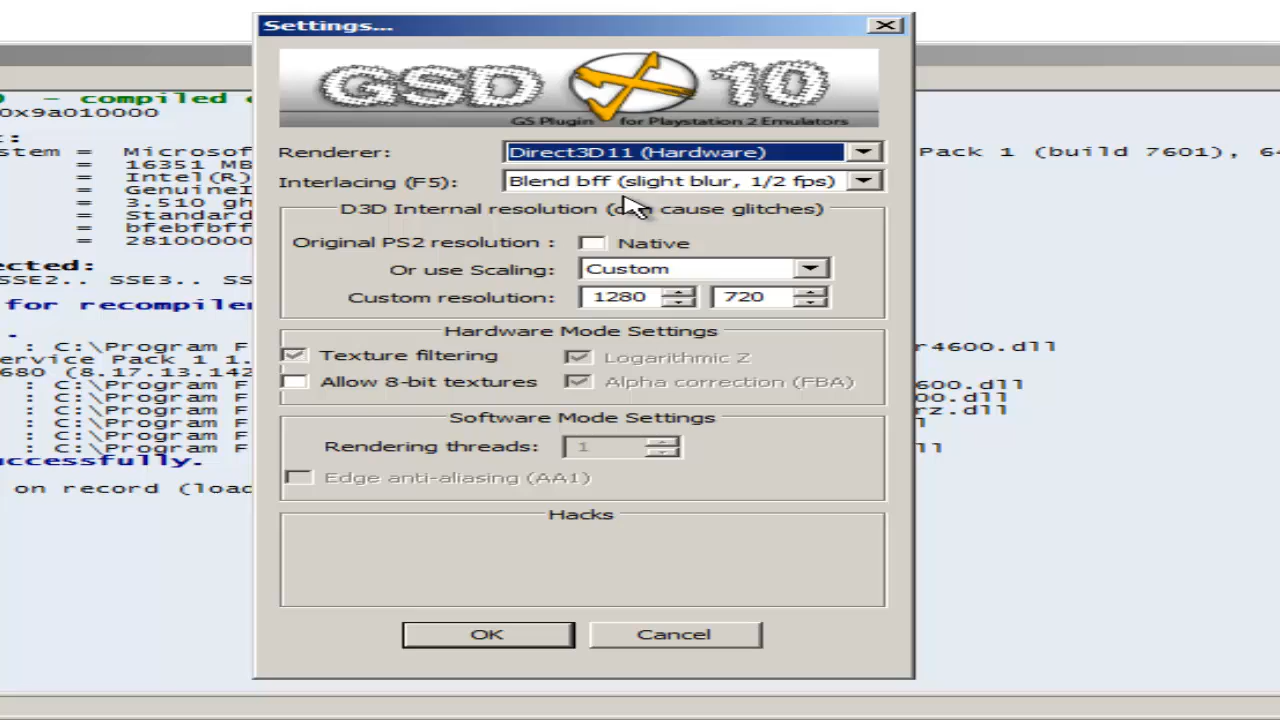 Settings...
GSD X 10
GS Plugin for Playstation 2 Emulators
Renderer: Direct3D11 (Hardware)
Interlacing (F5): Blend bff (slight blur, 1/2 fps)
D3D Internal resolution ( cause glitches)
Original PS2 resolution : Native
Or use Scaling: Custom
Custom resolution: 1280 720
Hardware Mode Settings
Texture filtering Logarithmic Z
Allow 8-bit textures Alpha correction (FBA)
Software Mode Settings
Rendering threads: 1
Edge anti-aliasing (AA1)
Hacks
OK Cancel
- compiled
0x9a010000
:
stem = Microsof Pack 1 (build 7601), 64
= 16351 MB
= Intel(R)
= GenuineI
= 3.510 gh
= Standard
= bfebfbff
= 28100000
cted:
SSE2.. SSE3.. SS
for recompiler
.
: C:\Program F r4600.dll
ervice Pack 1 1.
680 (8.17.13.142
: C:\Program F 600.dll
: C:\Program F 00.dll
: C:\Program F rz.dll
: C:\Program F l
: C:\Program F
: C:\Program F ll
uccessfully.
on record (load